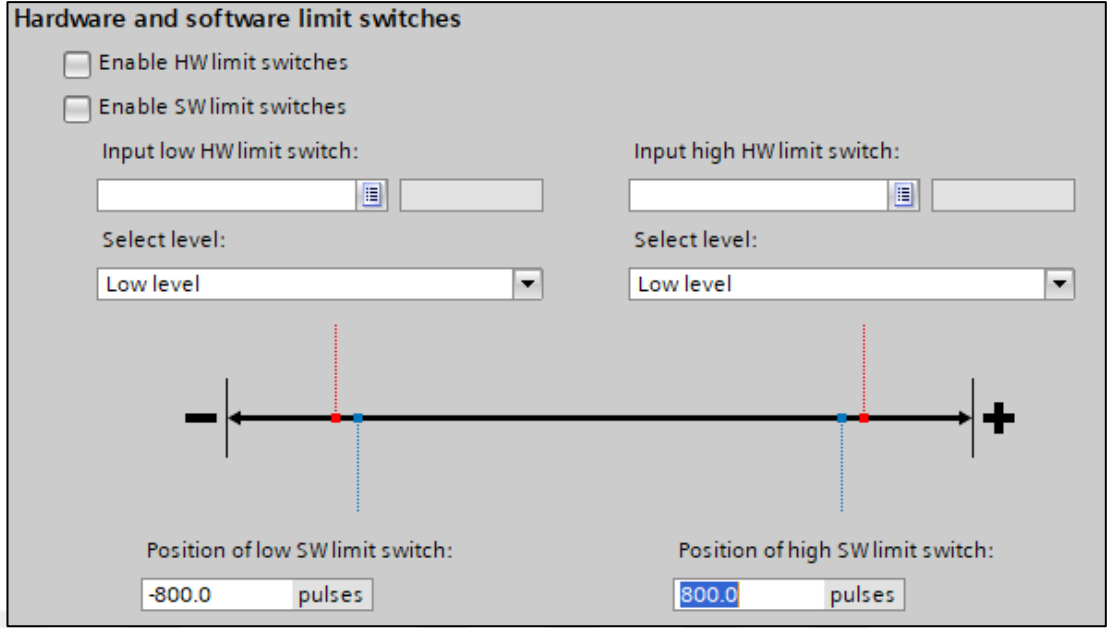 Hardware and software limit switches
Enable HW limit switches
Enable SW limit switches
Input low HW limit switch:
Input high HW limit switch:
Select level:
Select level:
Low level
Low level
Position of low SW limit switch:
Position of high SW limit switch:
-800.0 pulses
800.0 pulses